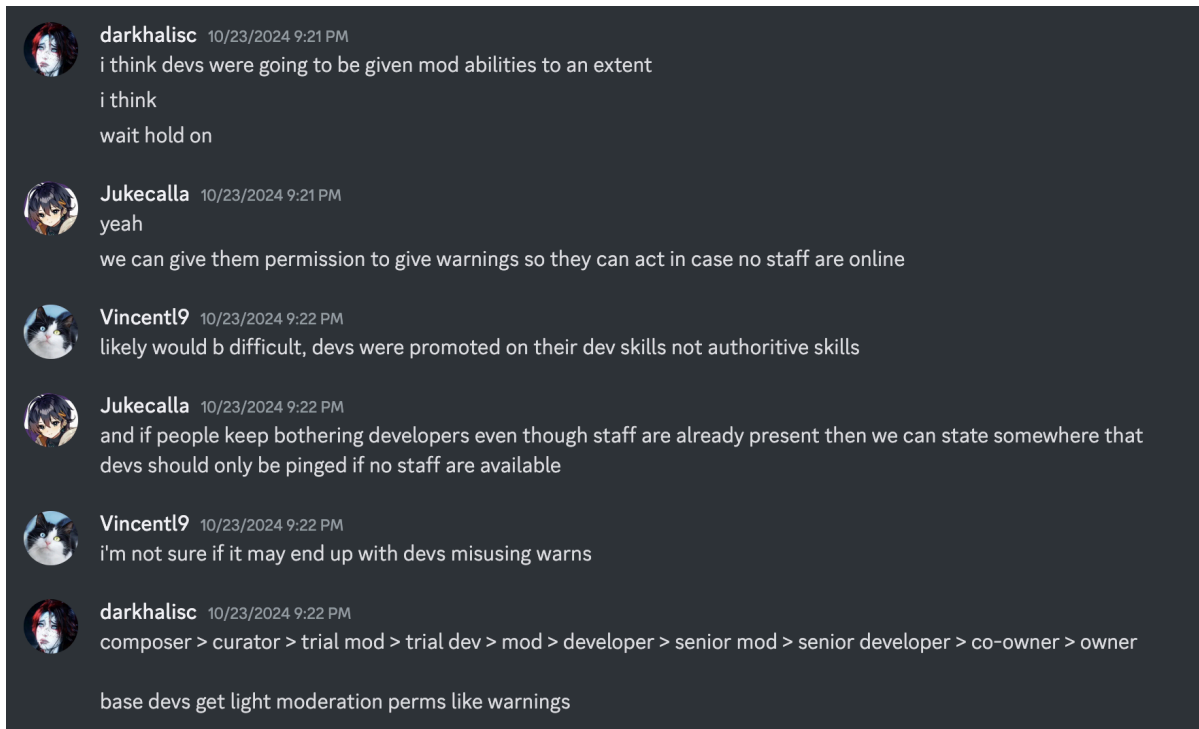 darkhalisc 10/23/2024 9:21 PM
i think devs were going to be given mod abilities to an extent
i think
wait hold on
Jukecalla 10/23/2024 9:21 PM
yeah
we can give them permission to give warnings so they can act in case no staff are online
Vincentl9 10/23/2024 9:22 PM
likely would b difficult, devs were promoted on their dev skills not authoritive skills
Jukecalla 10/23/2024 9:22 PM
and if people keep bothering developers even though staff are already present then we can state somewhere that
devs should only be pinged if no staff are available
Vincentl9 10/23/2024 9:22 PM
i'm not sure if it may end up with devs misusing warns
darkhalisc 10/23/2024 9:22 PM
composer > curator > trial mod > trial dev > mod > developer > senior mod > senior developer > co-owner > owner
base devs get light moderation perms like warnings